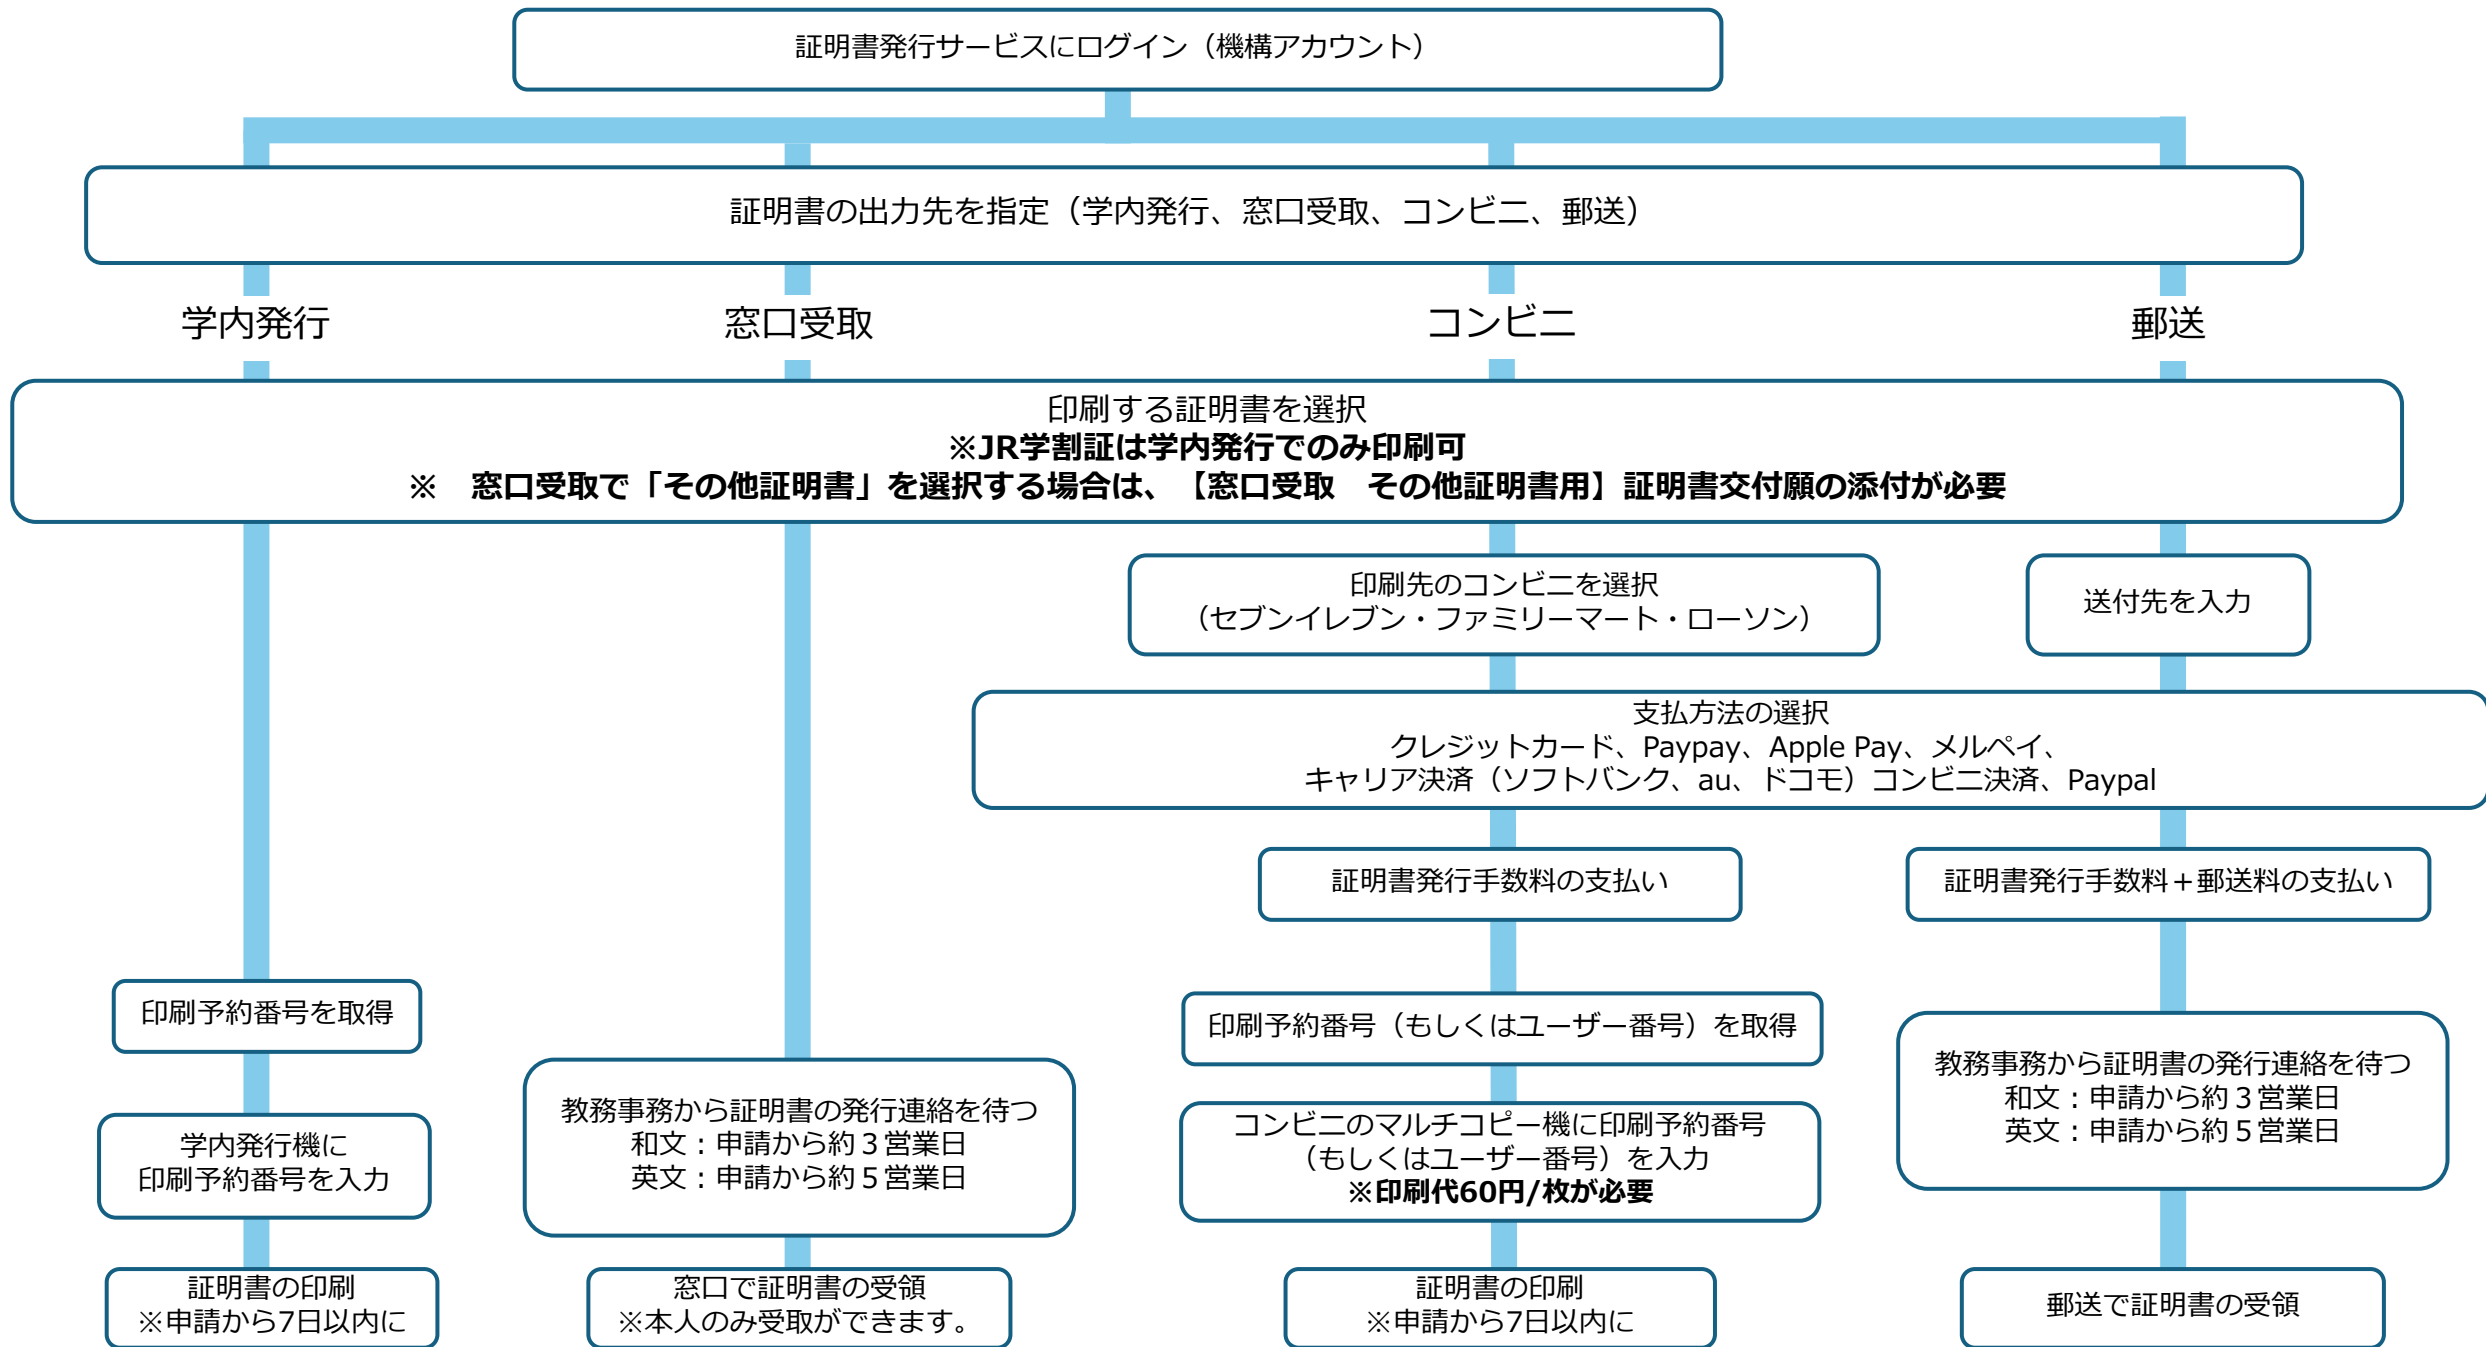 証明書発行サービスにログイン（機構アカウント）
証明書の出力先を指定（学内発行、窓口受取、コンビニ、郵送）
学内発行
窓口受取
コンビニ
郵送
印刷する証明書を選択
※JR学割証は学内発行でのみ印刷可
※　窓口受取で「その他証明書」を選択する場合は、【窓口受取　その他証明書用】証明書交付願の添付が必要
印刷先のコンビニを選択
（セブンイレブン・ファミリーマート・ローソン）
送付先を入力
支払方法の選択
クレジットカード、Paypay、Apple Pay、メルペイ、
キャリア決済（ソフトバンク、au、ドコモ）コンビニ決済、Paypal
証明書発行手数料の支払い
証明書発行手数料＋郵送料の支払い
印刷予約番号を取得
印刷予約番号（もしくはユーザー番号）を取得
教務事務から証明書の発行連絡を待つ
和文：申請から約３営業日
英文：申請から約５営業日
学内発行機に
印刷予約番号を入力
教務事務から証明書の発行連絡を待つ
和文：申請から約３営業日
英文：申請から約５営業日
コンビニのマルチコピー機に印刷予約番号
（もしくはユーザー番号）を入力
※印刷代60円/枚が必要
証明書の印刷
※申請から7日以内に
窓口で証明書の受領
※本人のみ受取ができます。
証明書の印刷
※申請から7日以内に
郵送で証明書の受領